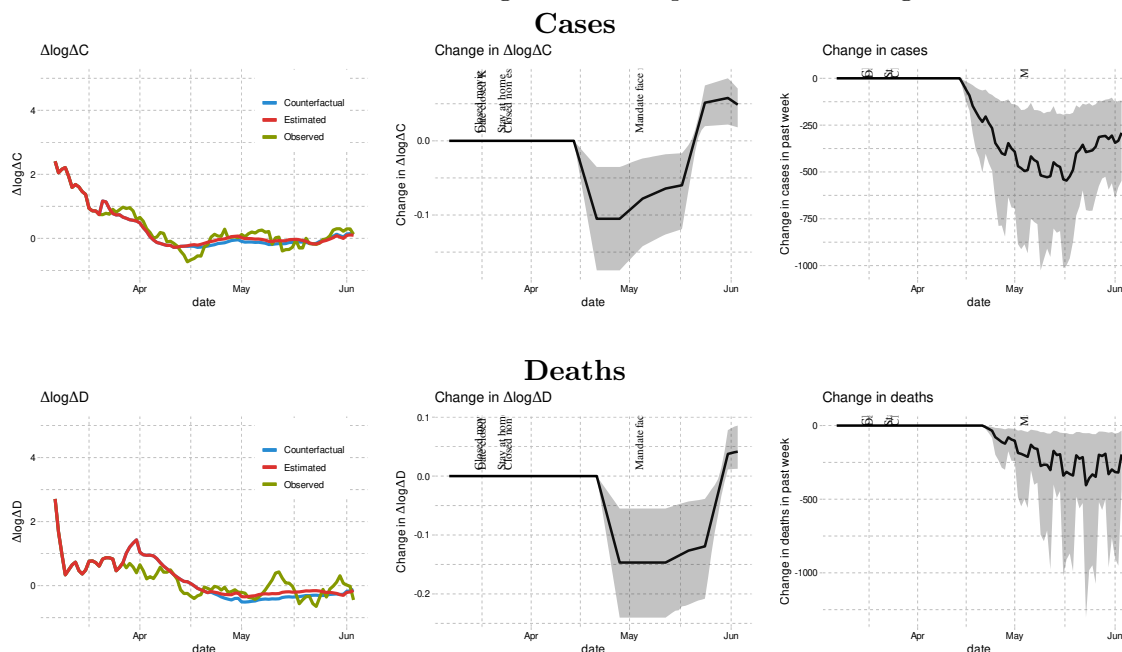 Cases
ΔlogΔC
Change in ΔlogΔC
Change in cases
ΔlogΔC
4
2
0
Counterfactual
Estimated
Observed
Apr
May
Jun
date
Change in ΔlogΔC
0.0
-0.1
Stay at home
Mandate face
Apr
May
Jun
date
Change in cases in past week
0
-250
-500
-750
-1000
M
Apr
May
Jun
date
Deaths
ΔlogΔD
Change in ΔlogΔD
Change in deaths
ΔlogΔD
4
2
0
Counterfactual
Estimated
Observed
Apr
May
Jun
date
Change in ΔlogΔD
0.1
0.0
-0.1
-0.2
Stay at hom
Closed non
Mandate fac
Apr
May
Jun
date
Change in deaths in past week
0
-500
-1000
M
Apr
May
Jun
date